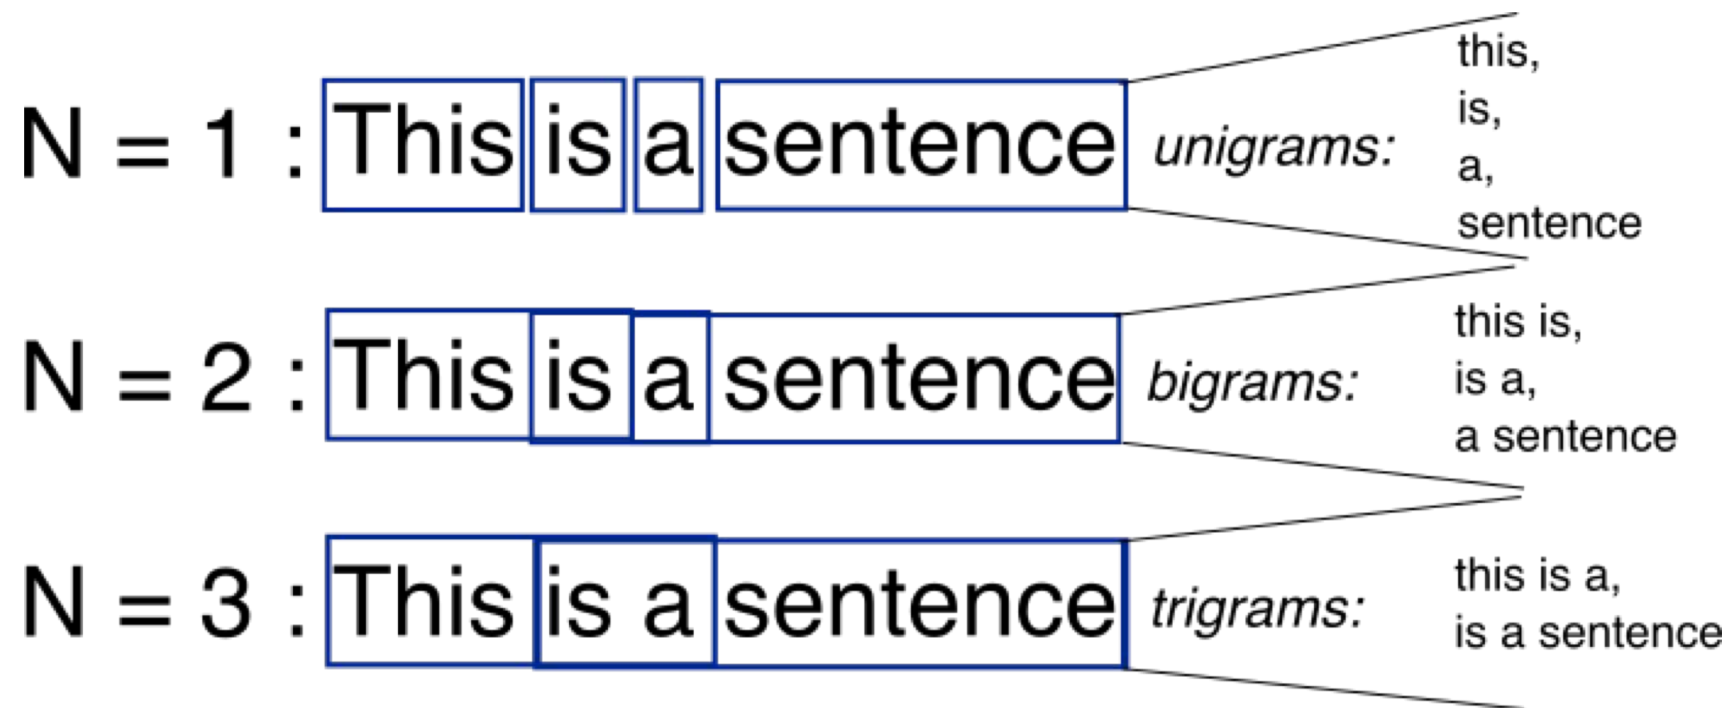 N = 1 : This is a sentence unigrams:
this,
is,
a,
sentence
N = 2 : This is a sentence bigrams:
this is,
is a,
a sentence
N = 3 : This is a sentence trigrams:
this is a,
is a sentence